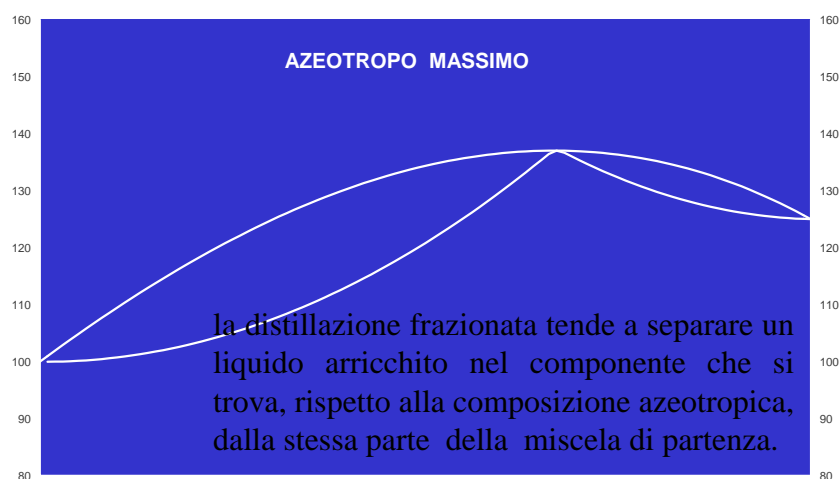 160 160
AZEOTROPO MASSIMO
150 150
140 140
130 130
120 120
110 110
la distillazione frazionata tende a separare un
liquido arricchito nel componente che si
100 100
trova, rispetto alla composizione azeotropica,
90 90
dalla stessa parte della miscela di partenza.
80 80